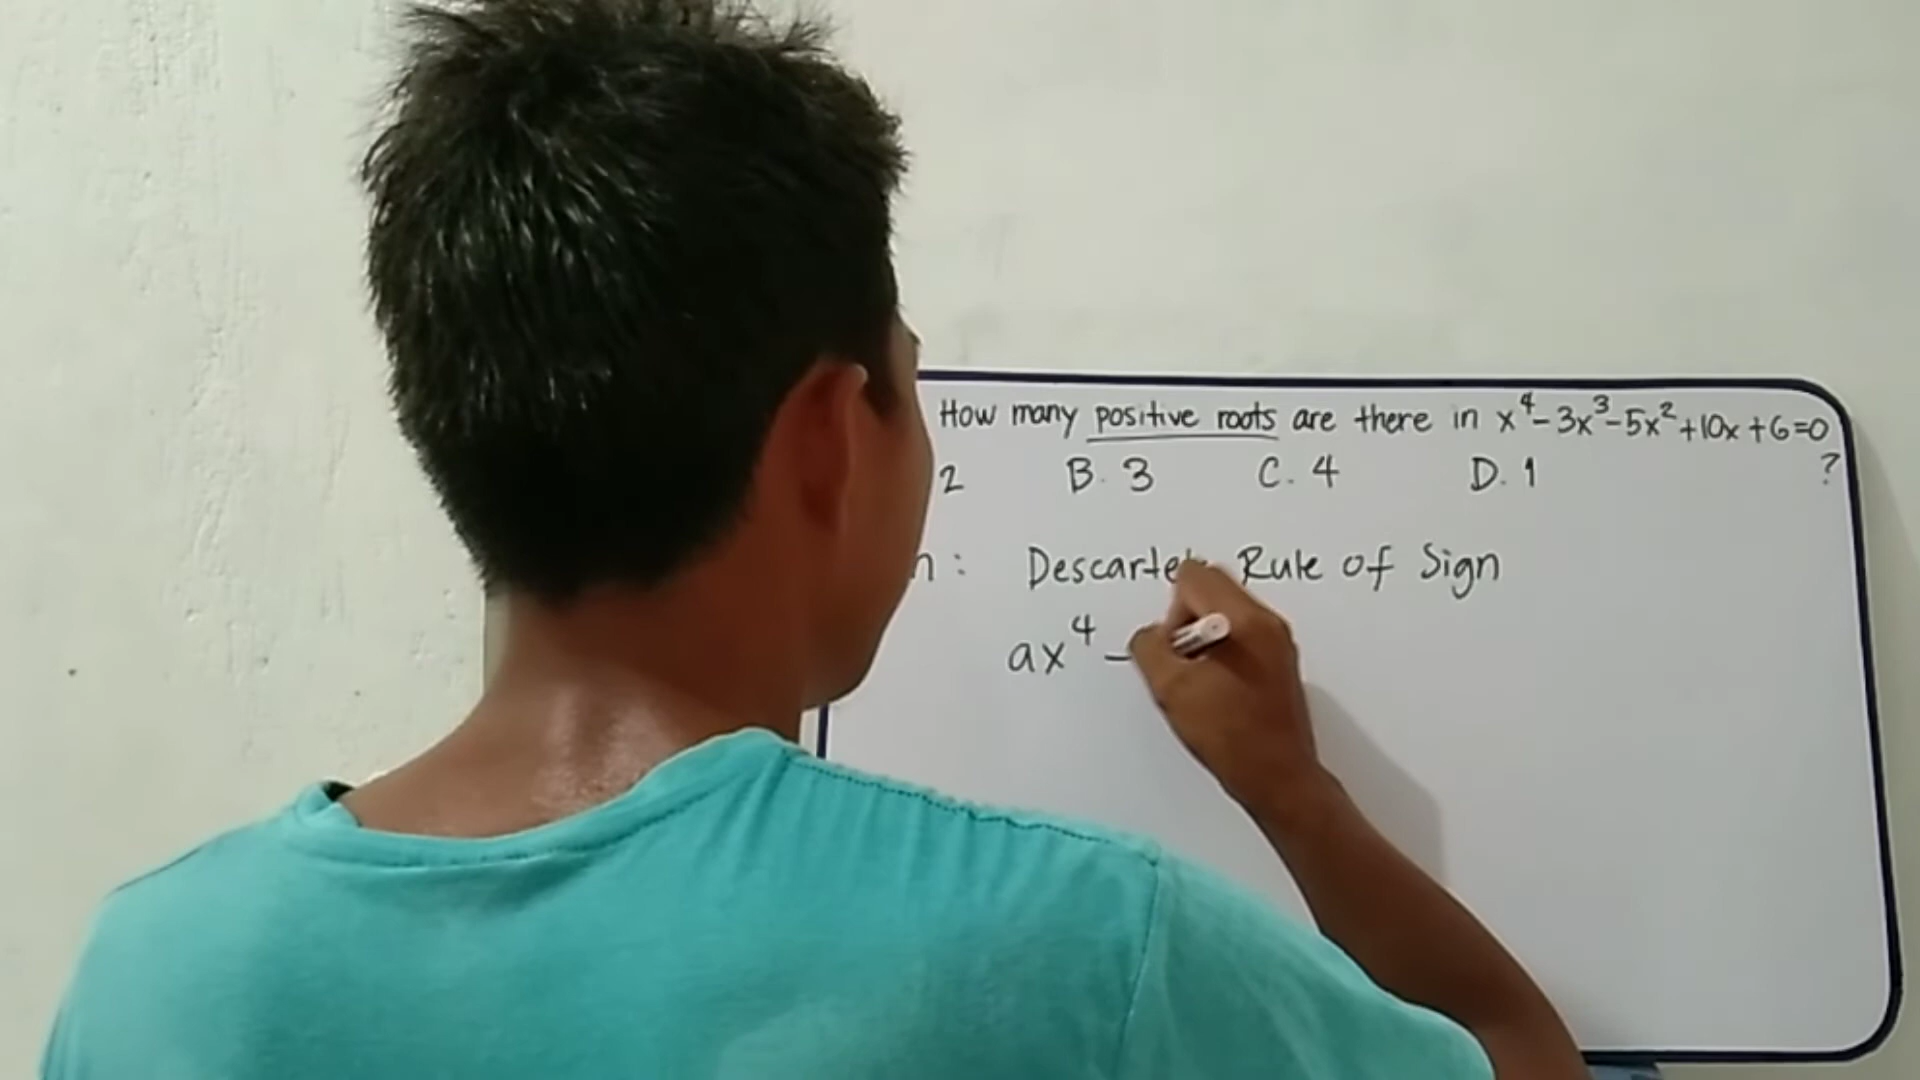 How many positive roots are there in x⁴-3x³-5x²+10x+6=0
2 B. 3 C. 4 D. 1 ?
: Rule of Sign
ax⁴ -